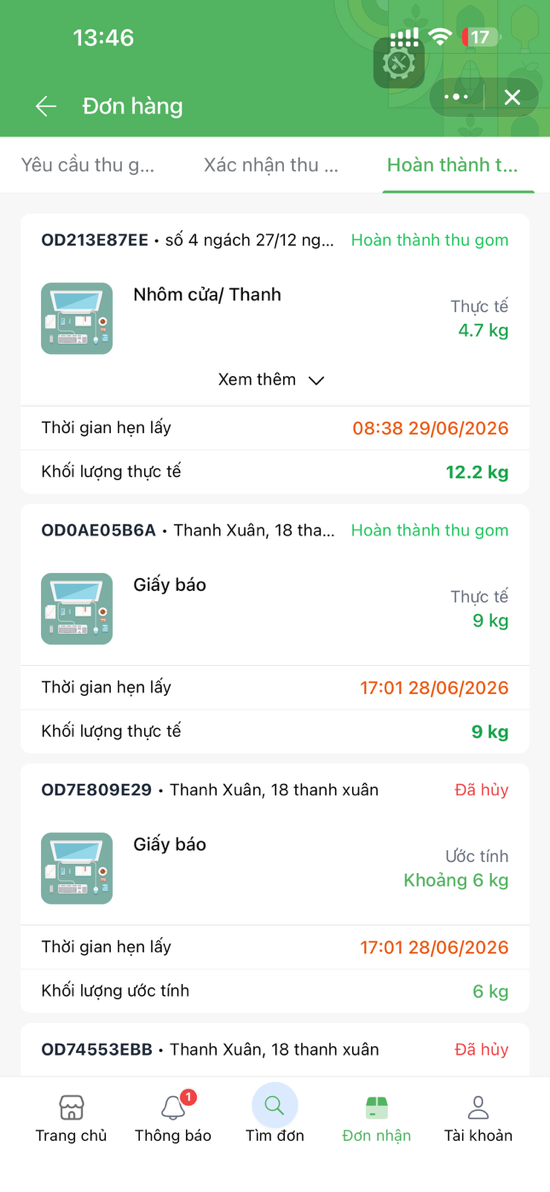 13:46
17
Đơn hàng
Yêu cầu thu g...
Xác nhận thu ...
Hoàn thành t...
OD213E87EE • số 4 ngách 27/12 ng...
Hoàn thành thu gom
Nhôm cửa/ Thanh
Thực tế
4.7 kg
Xem thêm
Thời gian hẹn lấy
08:38 29/06/2026
Khối lượng thực tế
12.2 kg
OD0AE05B6A • Thanh Xuân, 18 tha...
Hoàn thành thu gom
Giấy báo
Thực tế
9 kg
Thời gian hẹn lấy
17:01 28/06/2026
Khối lượng thực tế
9 kg
OD7E809E29 • Thanh Xuân, 18 thanh xuân
Đã hủy
Giấy báo
Ước tính
Khoảng 6 kg
Thời gian hẹn lấy
17:01 28/06/2026
Khối lượng ước tính
6 kg
OD74553EBB • Thanh Xuân, 18 thanh xuân
Đã hủy
1
Trang chủ
Thông báo
Tìm đơn
Đơn nhận
Tài khoản